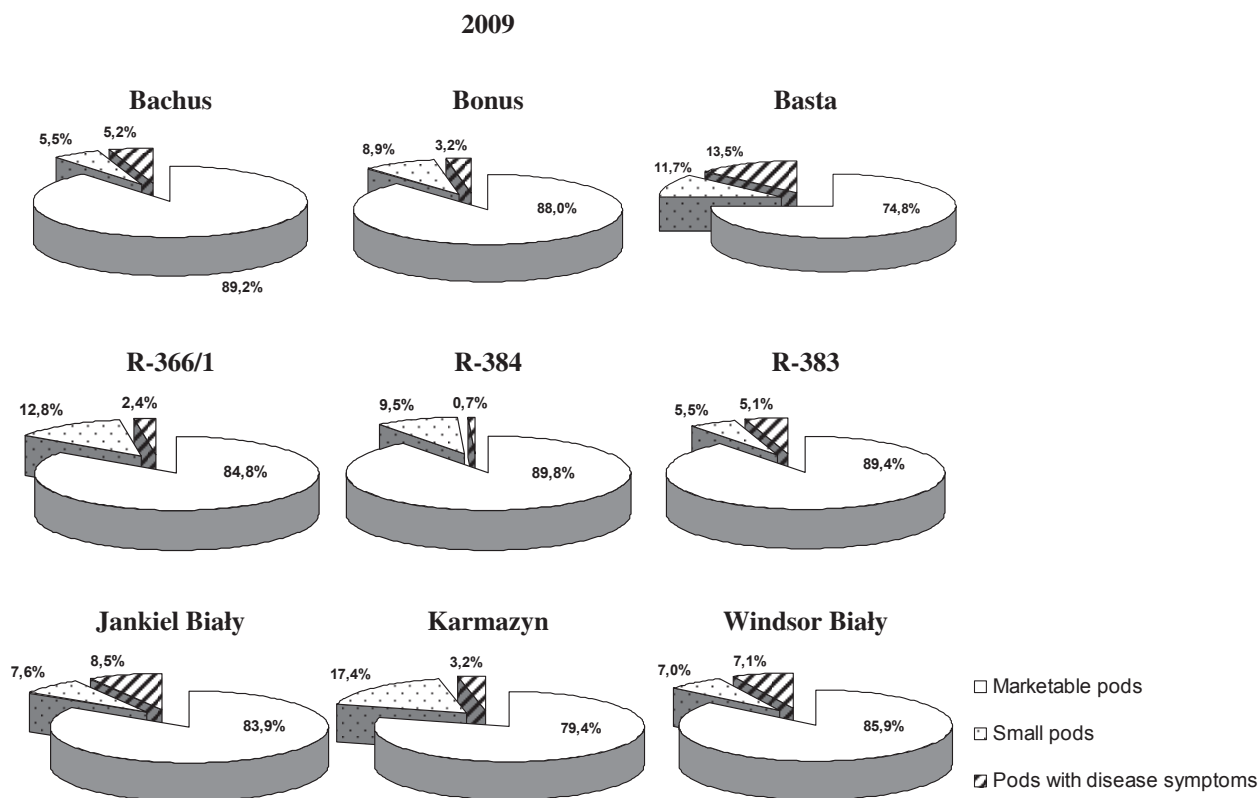 2009
Bachus Bonus Basta
5,5% 5,2% 8,9% 3,2% 11,7% 13,5%
88,0% 74,8%
89,2%
R-366/1 R-384 R-383
12,8% 2,4% 9,5% 0,7% 5,5% 5,1%
84,8% 89,8% 89,4%
Jankiel Biały Karmazyn Windsor Biały
7,6% 8,5% 17,4% 3,2% 7,0% 7,1%
83,9% 79,4% 85,9%
Marketable pods
Small pods
Pods with disease symptoms